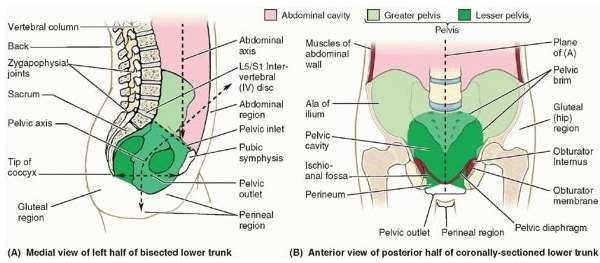 Abdominal cavity
Greater pelvis
Lesser pelvis
Pelvis
Vertebral column
Back
Zygapophysial
joints
Sacrum
Pelvic axis
Tip of
coccyx
Gluteal
region
Abdominal
axis
L5/S1 Inter-
vertebral
(IV) disc
Abdominal
region
Pelvic inlet
Pubic
symphysis
Pelvic
outlet
Perineal
region
(A) Medial view of left half of bisected lower trunk
Muscles of
abdominal
wall
Ala of
ilium
Pelvic
cavity
Ischio-
anal fossa
Perineum
Pelvic outlet
Perineal region
Plane
of (A)
Pelvic
brim
Gluteal
(hip)
region
Obturator
Internus
Obturator
membrane
Pelvic diaphragm
(B) Anterior view of posterior half of coronally-sectioned lower trunk